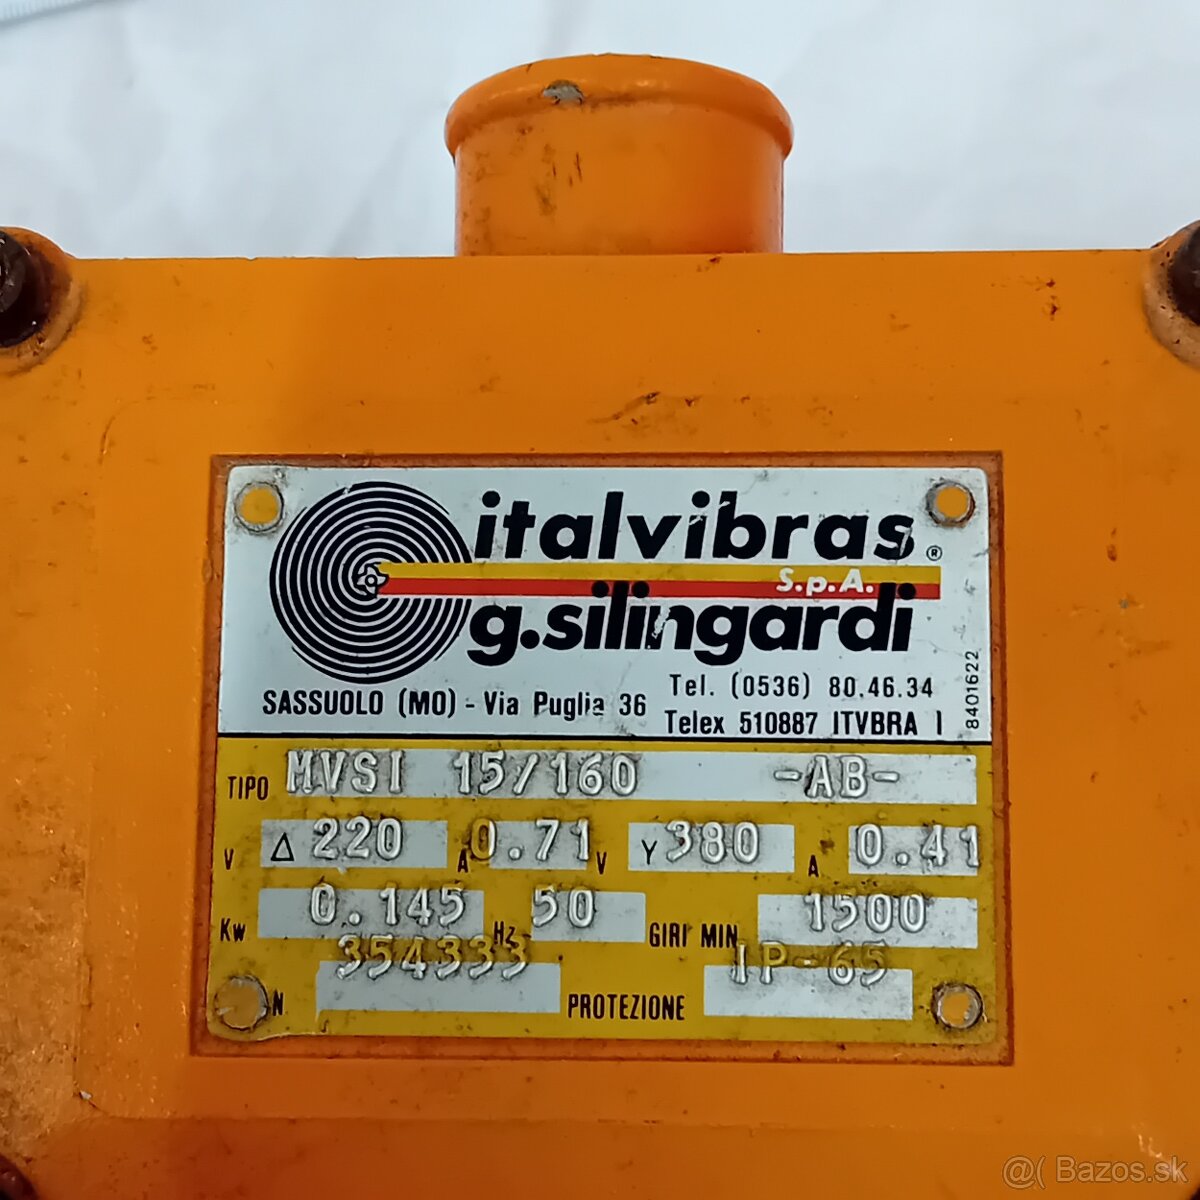 italvibras ®
S.p.A.
g.silingardi
SASSUOLO (MO) - Via Puglia 36
Tel. (0536) 80.46.34
Telex 510887 ITVBRA I
8401622
TIPO MVSI 15/160 -AB-
V Δ 220 A 0.71 V Y 380 A 0.41
Kw 0.145 Hz 50 GIRI MIN 1500
N 354333 PROTEZIONE IP-65
@( Bazos.sk